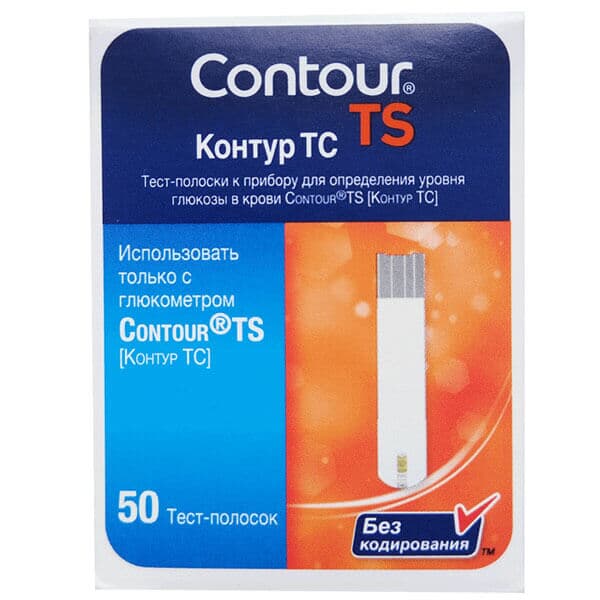 Contour®
TS
Контур ТС
Тест-полоски к прибору для определения уровня
глюкозы в крови CONTOUR®TS [КОНТУР ТС]
Использовать
только с
глюкометром
CONTOUR®TS
[КОНТУР ТС]
50 Тест-полосок
Без
кодирования
™